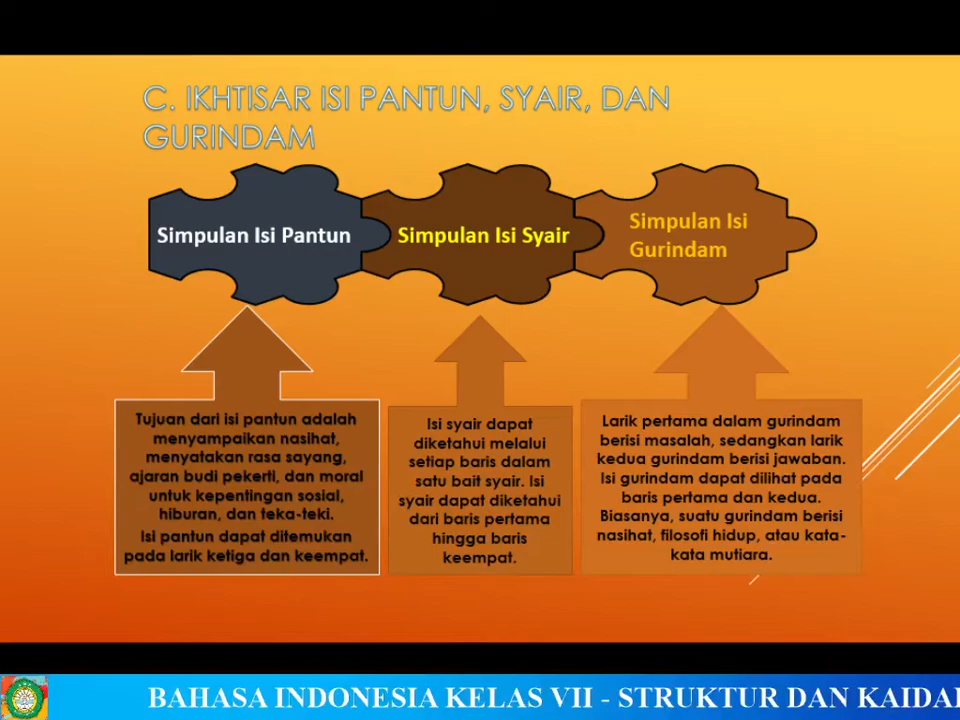 C. IKHTISAR ISI PANTUN, SYAIR, DAN
GURINDAM
Simpulan Isi Pantun
Simpulan Isi Syair
Simpulan Isi
Gurindam
Tujuan dari isi pantun adalah
menyampaikan nasihat,
menyatakan rasa sayang,
ajaran budi pekerti, dan moral
untuk kepentingan sosial,
hiburan, dan teka-teki.
Isi pantun dapat ditemukan
pada larik ketiga dan keempat.
Isi syair dapat
diketahui melalui
setiap baris dalam
satu bait syair. Isi
syair dapat diketahui
dari baris pertama
hingga baris
keempat.
Larik pertama dalam gurindam
berisi masalah, sedangkan larik
kedua gurindam berisi jawaban.
Isi gurindam dapat dilihat pada
baris pertama dan kedua.
Biasanya, suatu gurindam berisi
nasihat, filosofi hidup, atau kata-
kata mutiara.
BAHASA INDONESIA KELAS VII - STRUKTUR DAN KAIDA